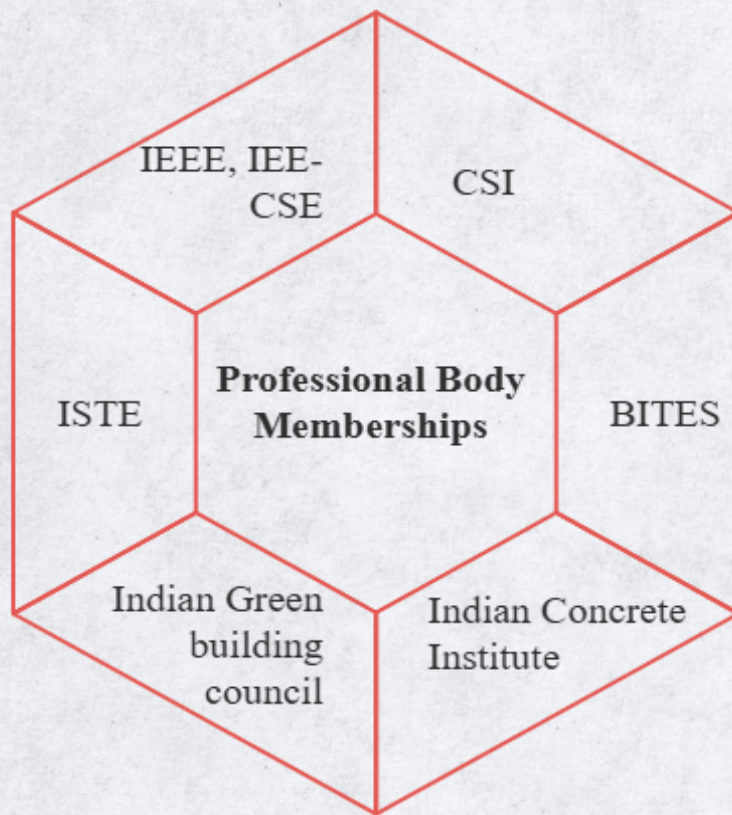 IEEE, IEE-
CSE
CSI
ISTE
Professional Body
Memberships
BITES
Indian Green
building
council
Indian Concrete
Institute